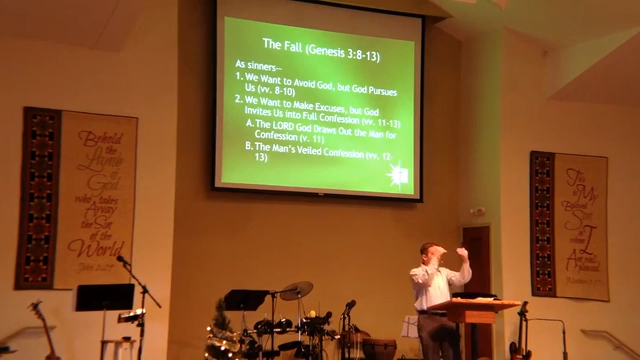 The Fall (Genesis 3:8-13)
As sinners—
1. We Want to Avoid God, but God Pursues
Us (vv. 8-10)
2. We Want to Make Excuses, but God
Invites Us into Full Confession (vv. 11-13)
A. The LORD God Draws Out the Man for
Confession (v. 11)
B. The Man's Veiled Confession (vv. 12-
13)
Behold
the
Lamb
of
God
who takes
Away
the Sin
of the
World
John 1:29
This
is My
Beloved
Son
in
whom
I
Am
pleased